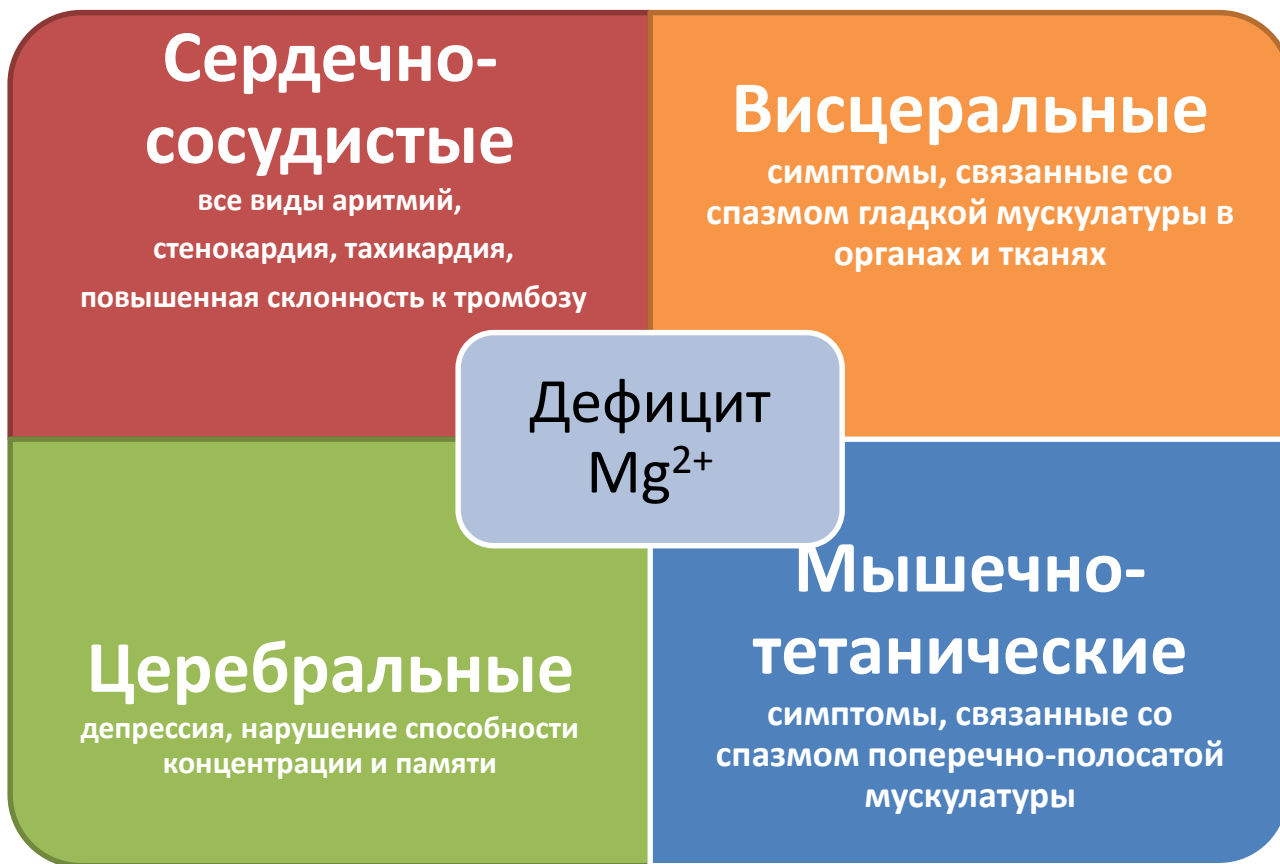 Сердечно-
сосудистые
все виды аритмий,
стенокардия, тахикардия,
повышенная склонность к тромбозу
Висцеральные
симптомы, связанные со
спазмом гладкой мускулатуры в
органах и тканях
Дефицит
Mg²⁺
Церебральные
депрессия, нарушение способности
концентрации и памяти
Мышечно-
тетанические
симптомы, связанные со
спазмом поперечно-полосатой
мускулатуры